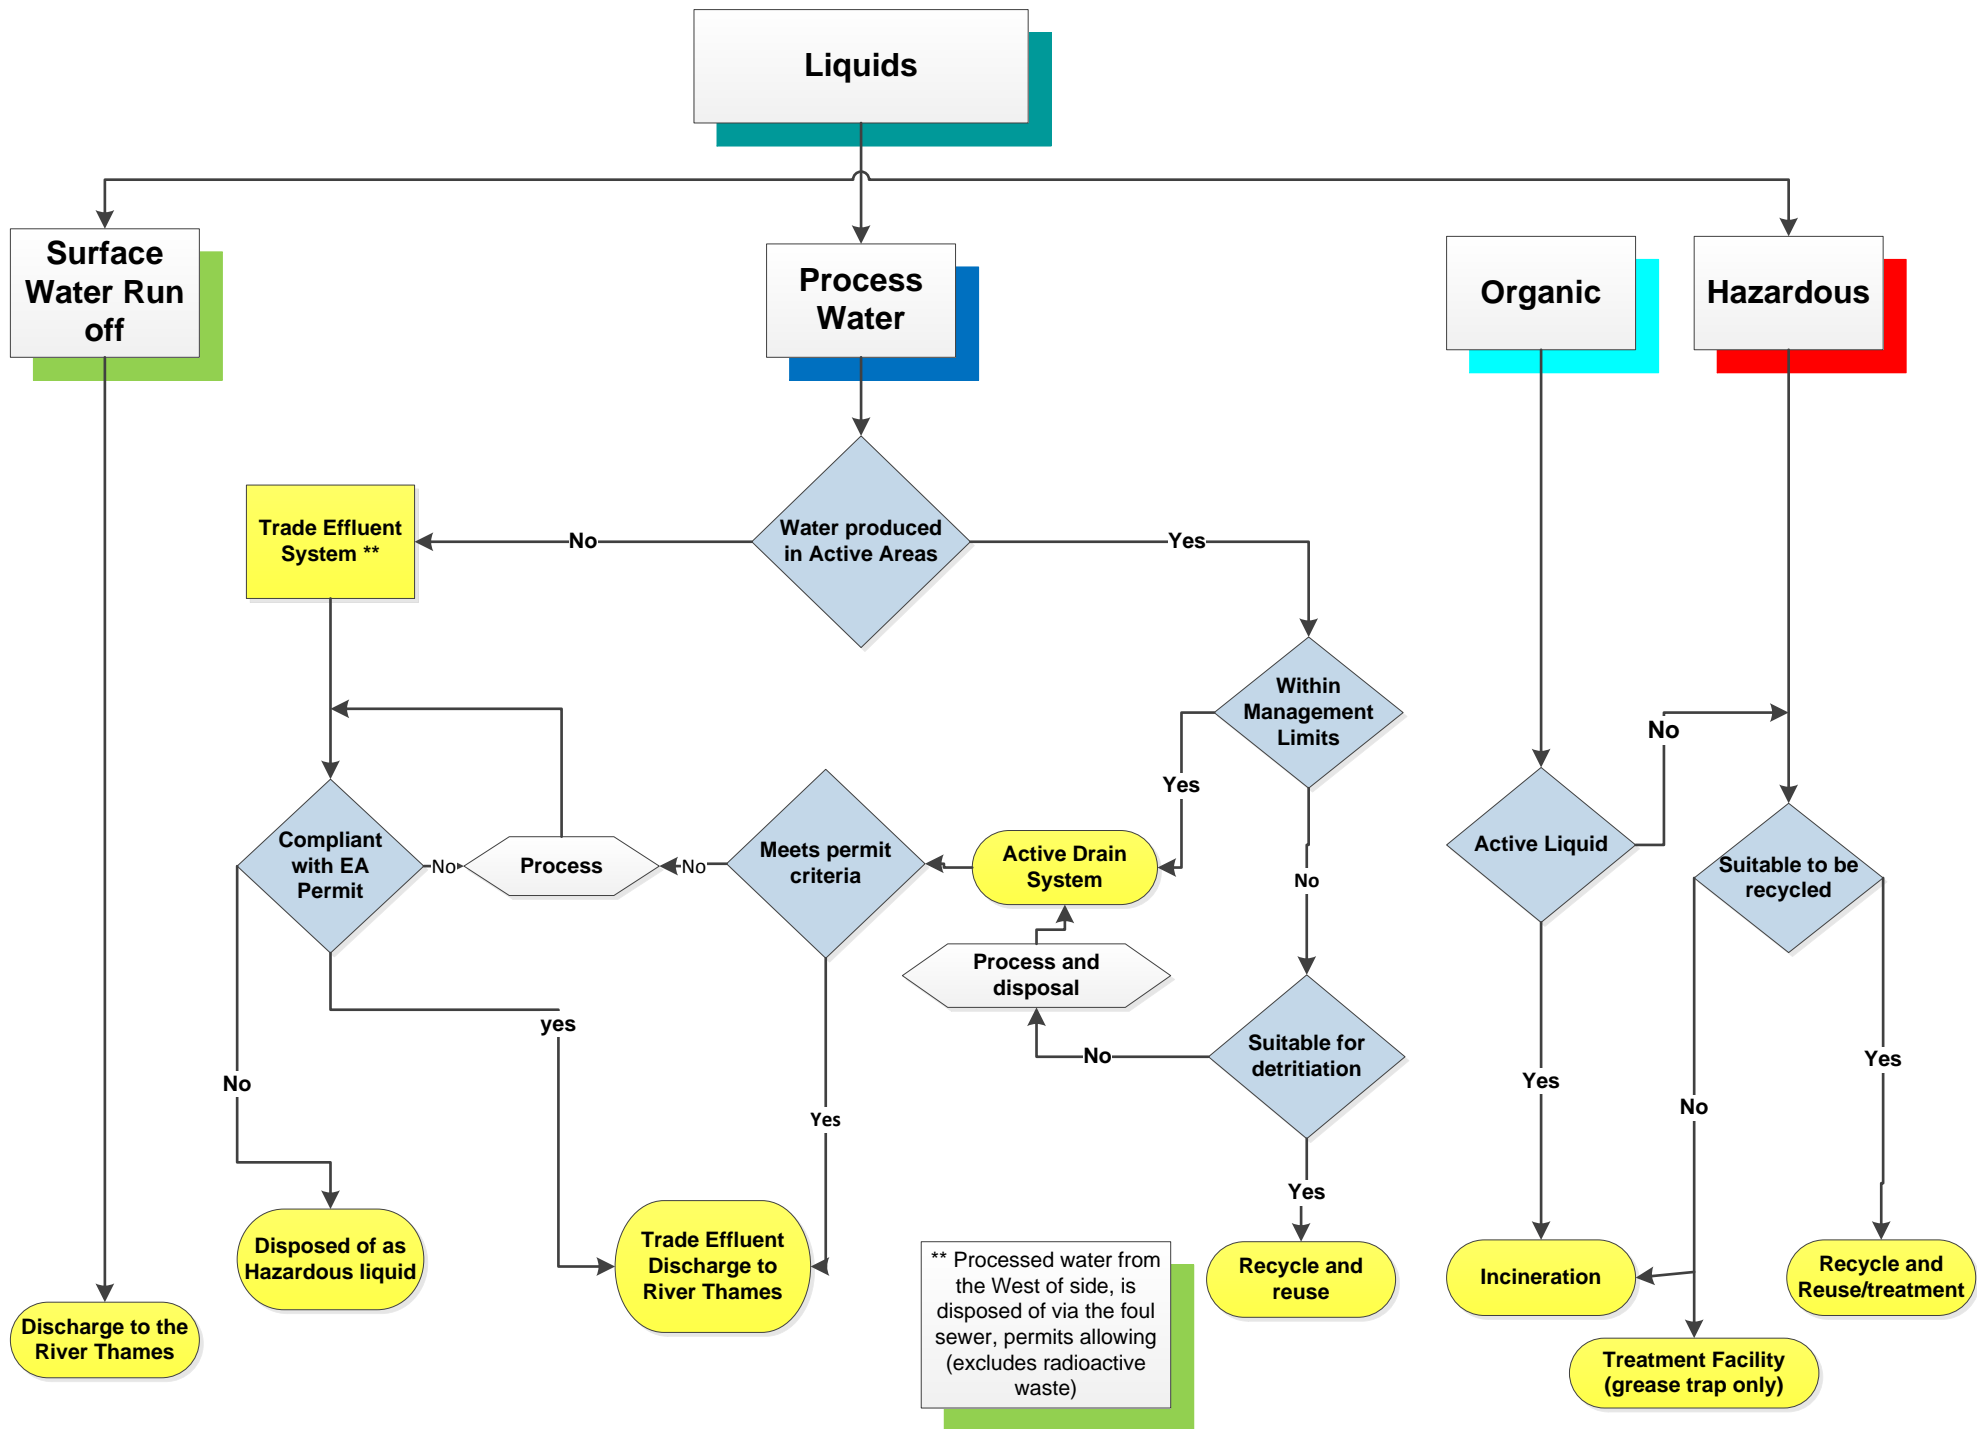 Liquids
Surface
Water Run
off
Process
Water
Organic
Hazardous
Trade Effluent
System **
No
Water produced
in Active Areas
Yes
Within
Management
Limits
No
Yes
Compliant
with EA
Permit
No
Process
No
Meets permit
criteria
Active Drain
System
No
Active Liquid
Suitable to be
recycled
Process and
disposal
yes
No
Suitable for
detritiation
No
Yes
Yes
Yes
No
Yes
Yes
Disposed of as
Hazardous liquid
Trade Effluent
Discharge to
River Thames
** Processed water from
the West of side, is
disposed of via the foul
sewer, permits allowing
(excludes radioactive
waste)
Recycle and
reuse
Incineration
Recycle and
Reuse/treatment
Discharge to the
River Thames
Treatment Facility
(grease trap only)